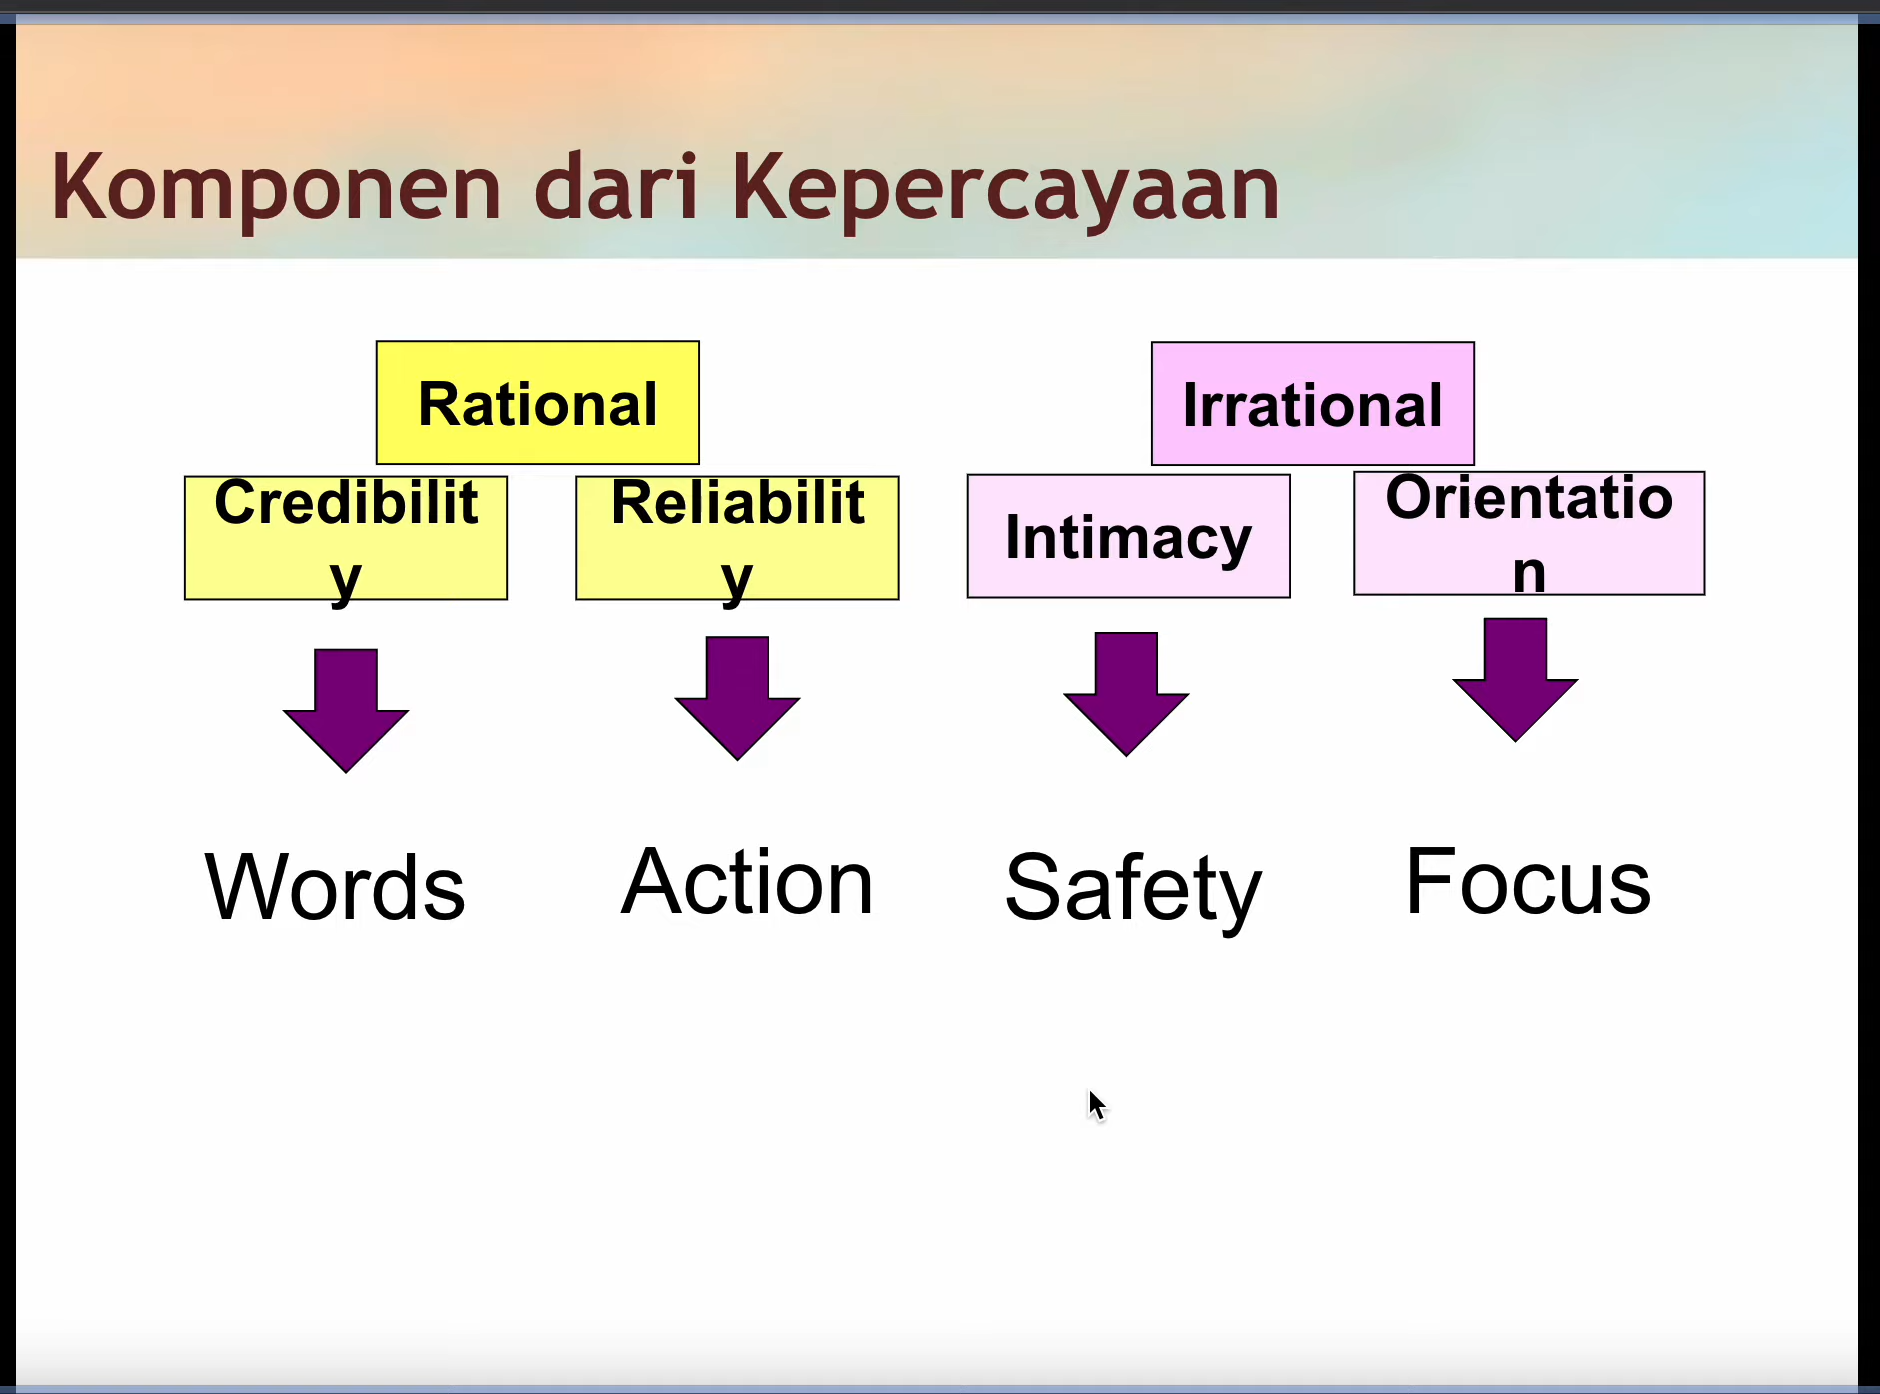 Komponen dari Kepercayaan
Rational
Irrational
Credibilit
y
Reliabilit
y
Intimacy
Orientatio
n
Words
Action
Safety
Focus